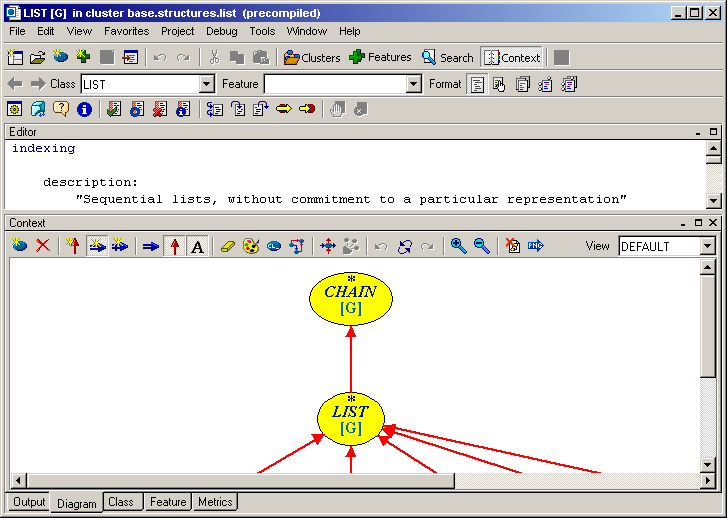 LIST [G]  in cluster base.structures.list  (precompiled)
File Edit View Favorites Project Debug Tools Window Help
Clusters Features Search Context
Class LIST Feature Format
Editor
indexing
description:
"Sequential lists, without commitment to a particular representation"
Context
A View DEFAULT
*
CHAIN
[G]
*
LIST
[G]
Output Diagram Class Feature Metrics